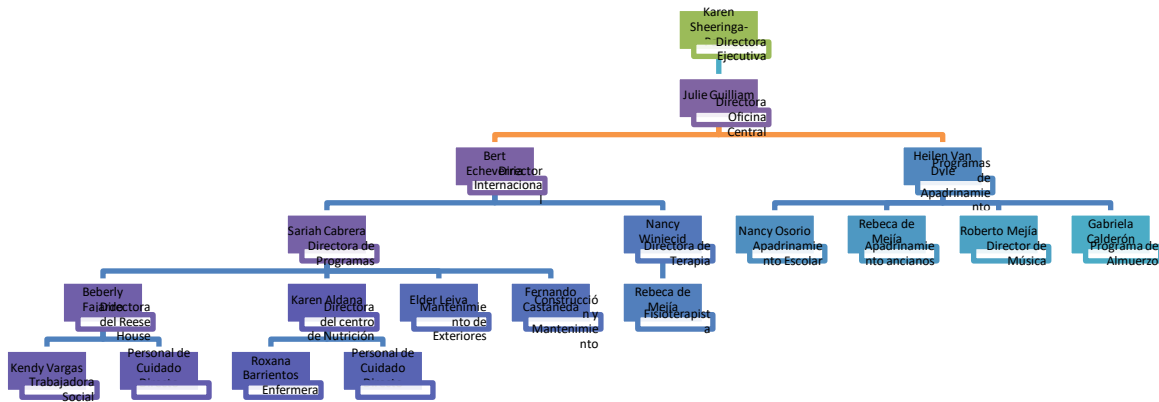 Karen
Sheeringa-
Directora
Ejecutiva
Julie Guilliam
Directora
Oficina
Central
Bert
Echeverria
Director
Internaciona
l
Heilen Van
Dyle
Programas
de
Apadrinamie
nto
Sariah Cabrera
Directora de
Programas
Nancy
Winiecid
Directora de
Terapia
Nancy Osorio
Apadrinamie
nto Escolar
Rebeca de
Mejía
Apadrinamie
nto ancianos
Roberto Mejía
Director de
Música
Gabriela
Calderón
Programa de
Almuerzo
Beberly
Fajardo
Directora
del Reese
House
Karen Aldana
Directora
del centro
de Nutrición
Elder Leiva
Mantenimie
nto de
Exteriores
Fernando
Castañeda
Construcció
n y
Mantenimie
nto
Rebeca de
Mejía
Fisioterapist
a
Kendy Vargas
Trabajadora
Social
Personal de
Cuidado
Roxana
Barrientos
Enfermera
Personal de
Cuidado